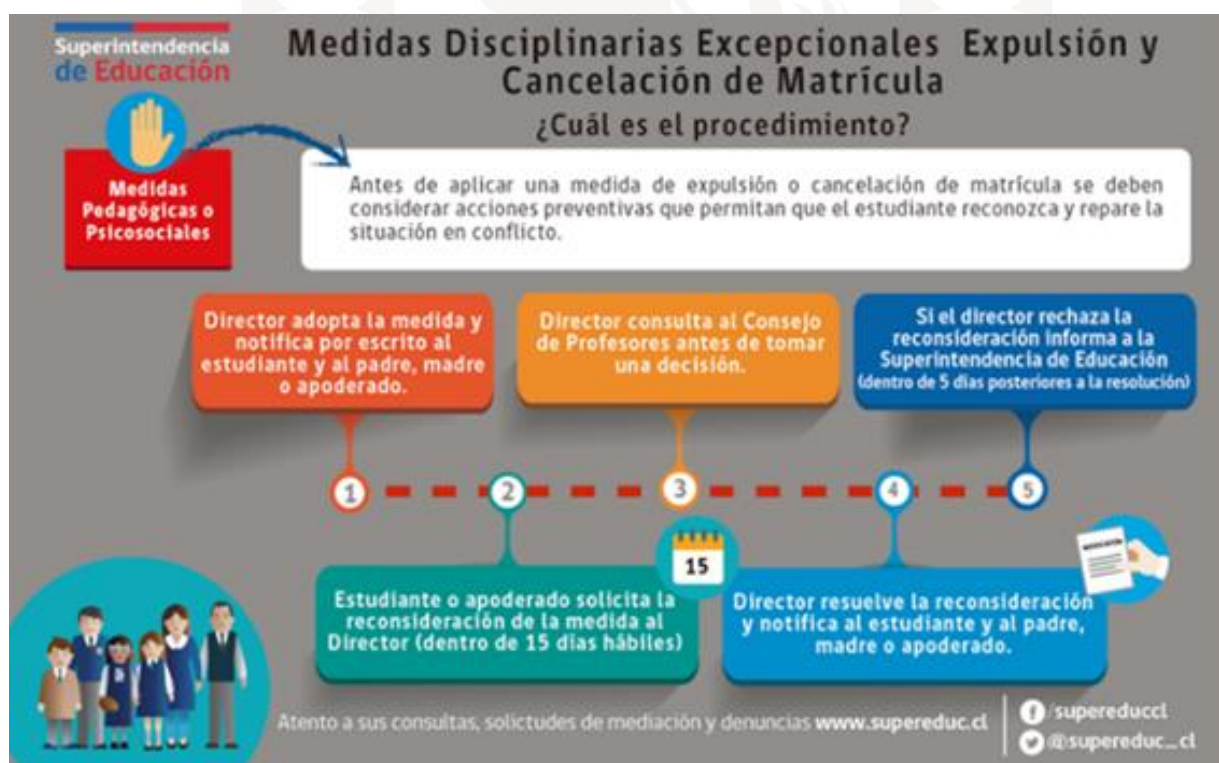 Superintendencia
de Educación
Medidas Disciplinarias Excepcionales Expulsión y
Cancelación de Matrícula
¿Cuál es el procedimiento?
Medidas
Pedagógicas o
Psicosociales
Antes de aplicar una medida de expulsión o cancelación de matrícula se deben
considerar acciones preventivas que permitan que el estudiante reconozca y repare la
situación en conflicto.
Director adopta la medida y
notifica por escrito al
estudiante y al padre, madre
o apoderado.
1
Estudiante o apoderado solicita la
reconsideración de la medida al
Director (dentro de 15 días hábiles)
2
15
Director consulta al Consejo
de Profesores antes de tomar
una decisión.
3
Director resuelve la reconsideración
y notifica al estudiante y al padre,
madre o apoderado.
4
Si el director rechaza la
reconsideración informa a la
Superintendencia de Educación
(dentro de 5 días posteriores a la resolución)
5
Atento a sus consultas, solictudes de mediación y denuncias www.supereduc.cl
/supereduccl
@supereduc_cl